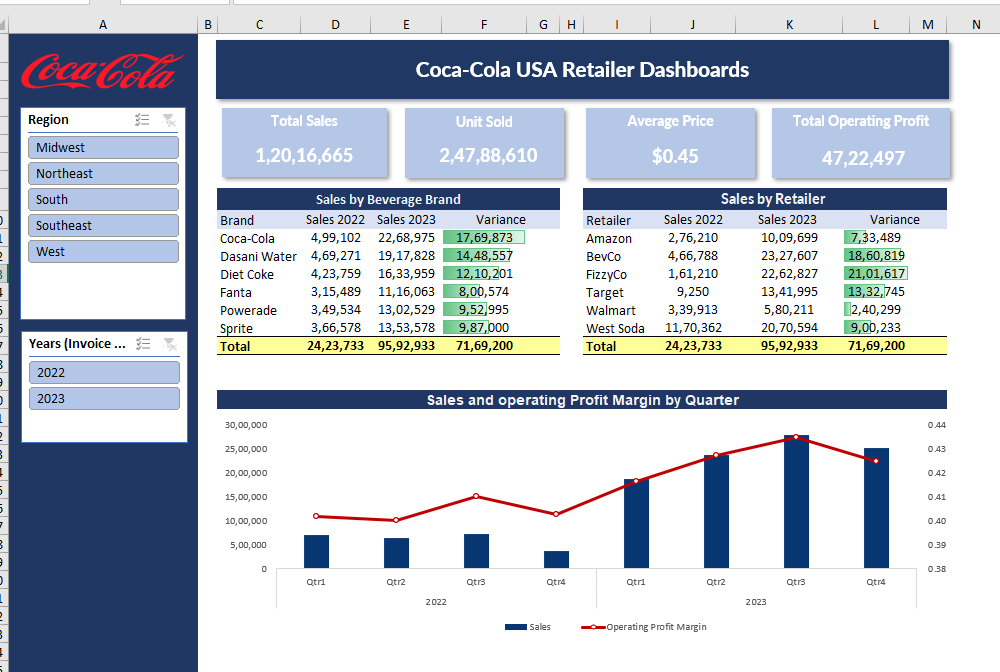 A B C D E F G H I J K L M N
Coca-Cola
Coca-Cola USA Retailer Dashboards
Region
Midwest
Northeast
South
Southeast
West
Years (Invoice ...
2022
2023
Total Sales Unit Sold Average Price Total Operating Profit
1,20,16,665 2,47,88,610 $0.45 47,22,497
Sales by Beverage Brand
Brand Sales 2022 Sales 2023 Variance
Coca-Cola 4,99,102 22,68,975 17,69,873
Dasani Water 4,69,271 19,17,828 14,48,557
Diet Coke 4,23,759 16,33,959 12,10,201
Fanta 3,15,489 11,16,063 8,00,574
Powerade 3,49,534 13,02,529 9,52,995
Sprite 3,66,578 13,53,578 9,87,000
Total 24,23,733 95,92,933 71,69,200
Sales by Retailer
Retailer Sales 2022 Sales 2023 Variance
Amazon 2,76,210 10,09,699 7,33,489
BevCo 4,66,788 23,27,607 18,60,819
FizzyCo 1,61,210 22,62,827 21,01,617
Target 9,250 13,41,995 13,32,745
Walmart 3,39,913 5,80,211 2,40,299
West Soda 11,70,362 20,70,594 9,00,233
Total 24,23,733 95,92,933 71,69,200
Sales and operating Profit Margin by Quarter
30,00,000 0.44
25,00,000 0.43
20,00,000 0.42
15,00,000 0.41
10,00,000 0.40
5,00,000 0.39
0 0.38
Qtr1 Qtr2 Qtr3 Qtr4 Qtr1 Qtr2 Qtr3 Qtr4
2022 2023
Sales Operating Profit Margin